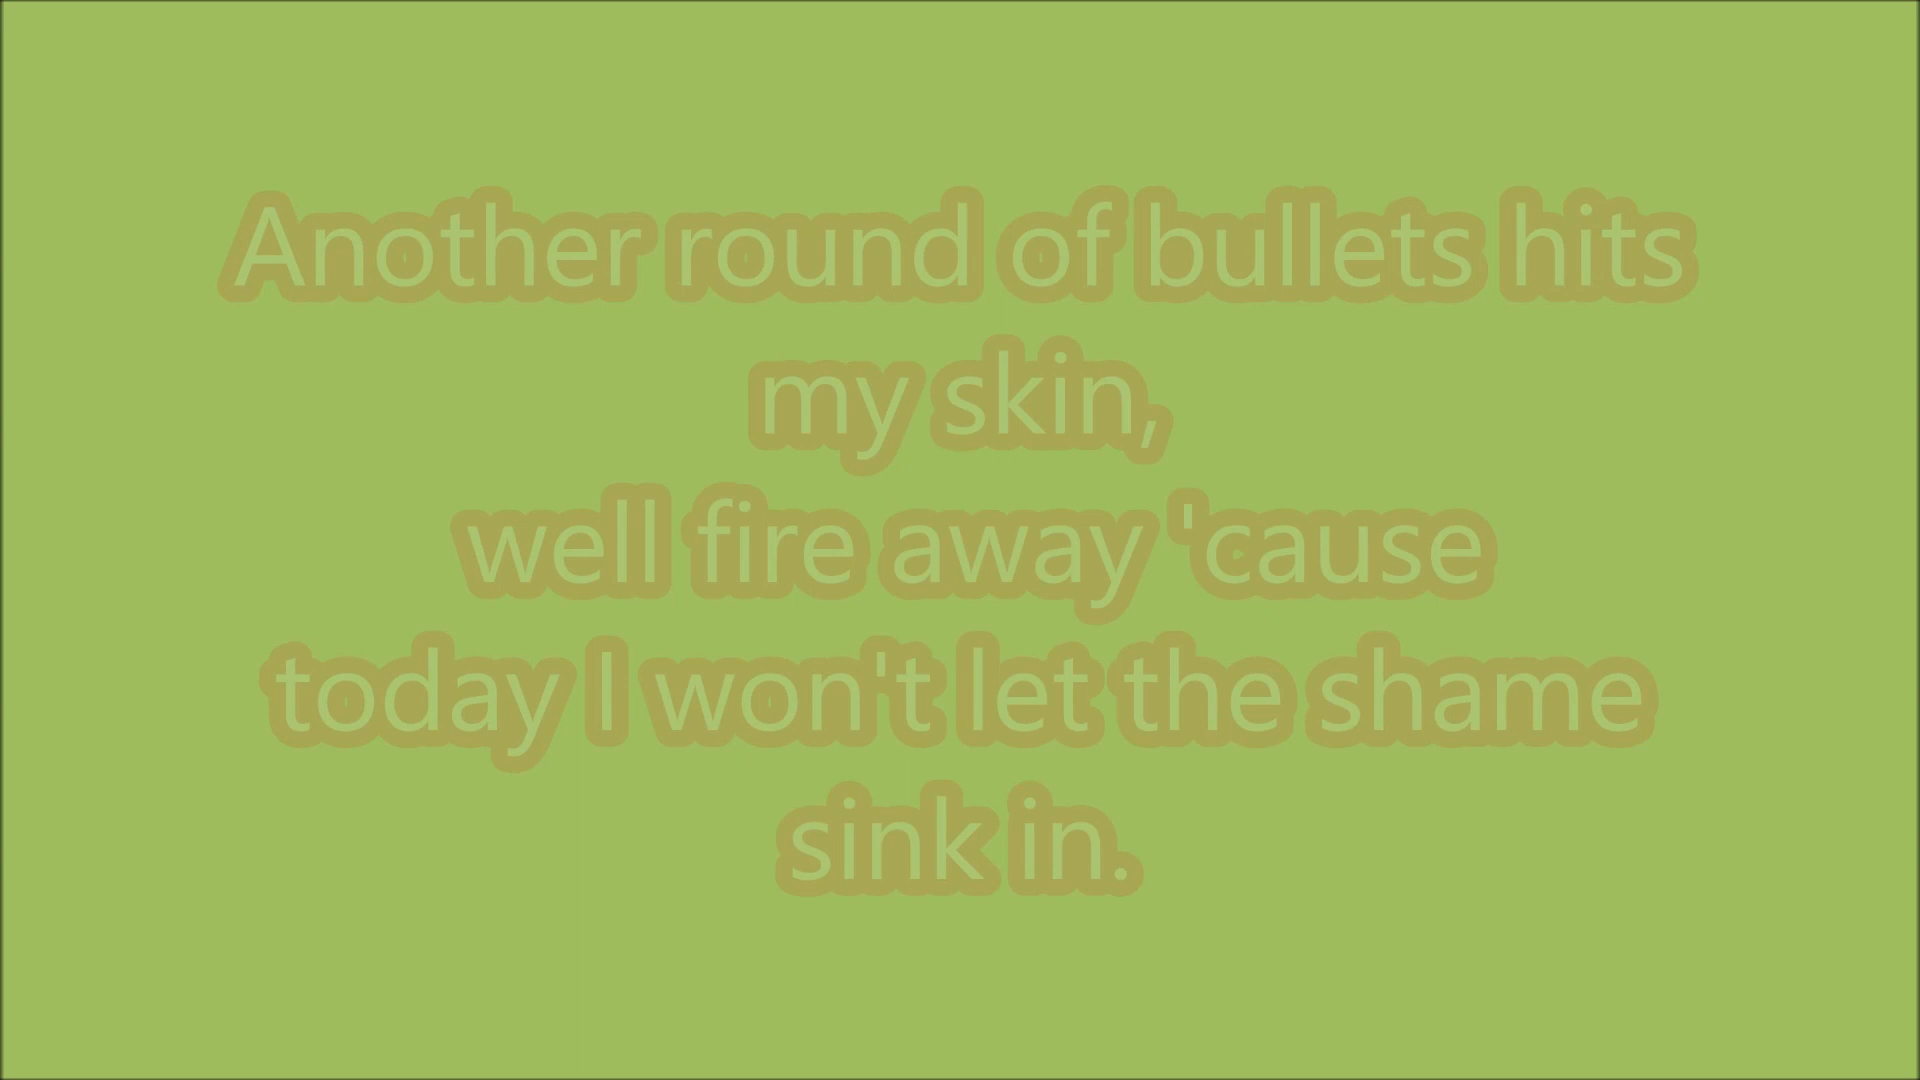 Another round of bullets hits
my skin,
well fire away 'cause
today I won't let the shame
sink in.